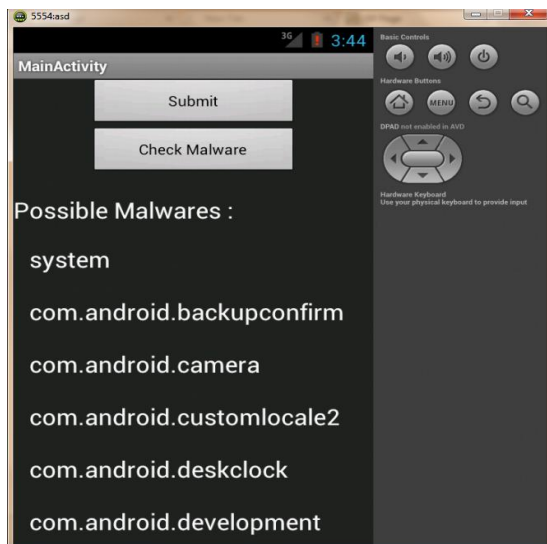 5554:asd
3G 3:44
MainActivity
Submit
Check Malware
Possible Malwares :
system
com.android.backupconfirm
com.android.camera
com.android.customlocale2
com.android.deskclock
com.android.development
Basic Controls
Hardware Buttons
MENU
DPAD not enabled in AVD
Hardware Keyboard
Use your physical keyboard to provide input